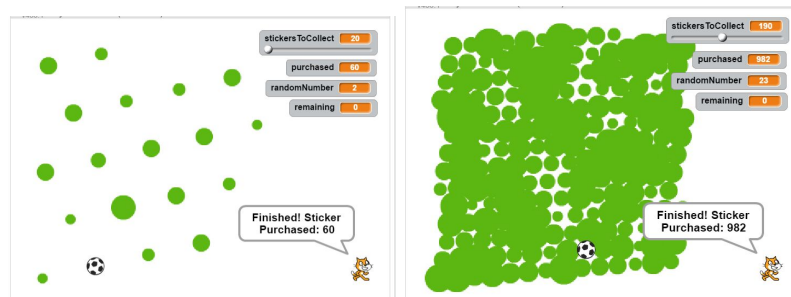 stickersToCollect 20
purchased 60
randomNumber 2
remaining 0
Finished! Sticker
Purchased: 60
stickersToCollect 190
purchased 982
randomNumber 23
remaining 0
Finished! Sticker
Purchased: 982